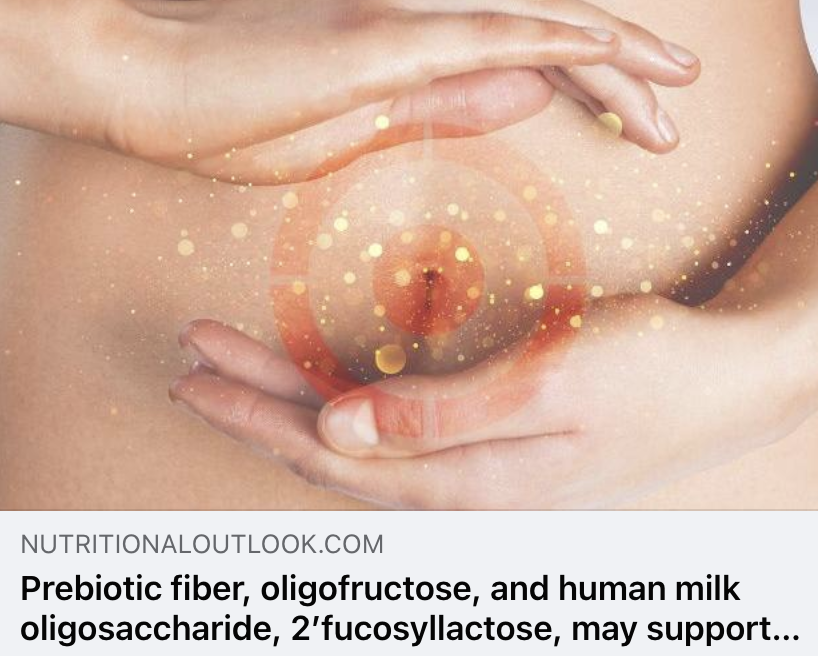 NUTRITIONALOUTLOOK.COM
Prebiotic fiber, oligofructose, and human milk
oligosaccharide, 2’fucosyllactose, may support...